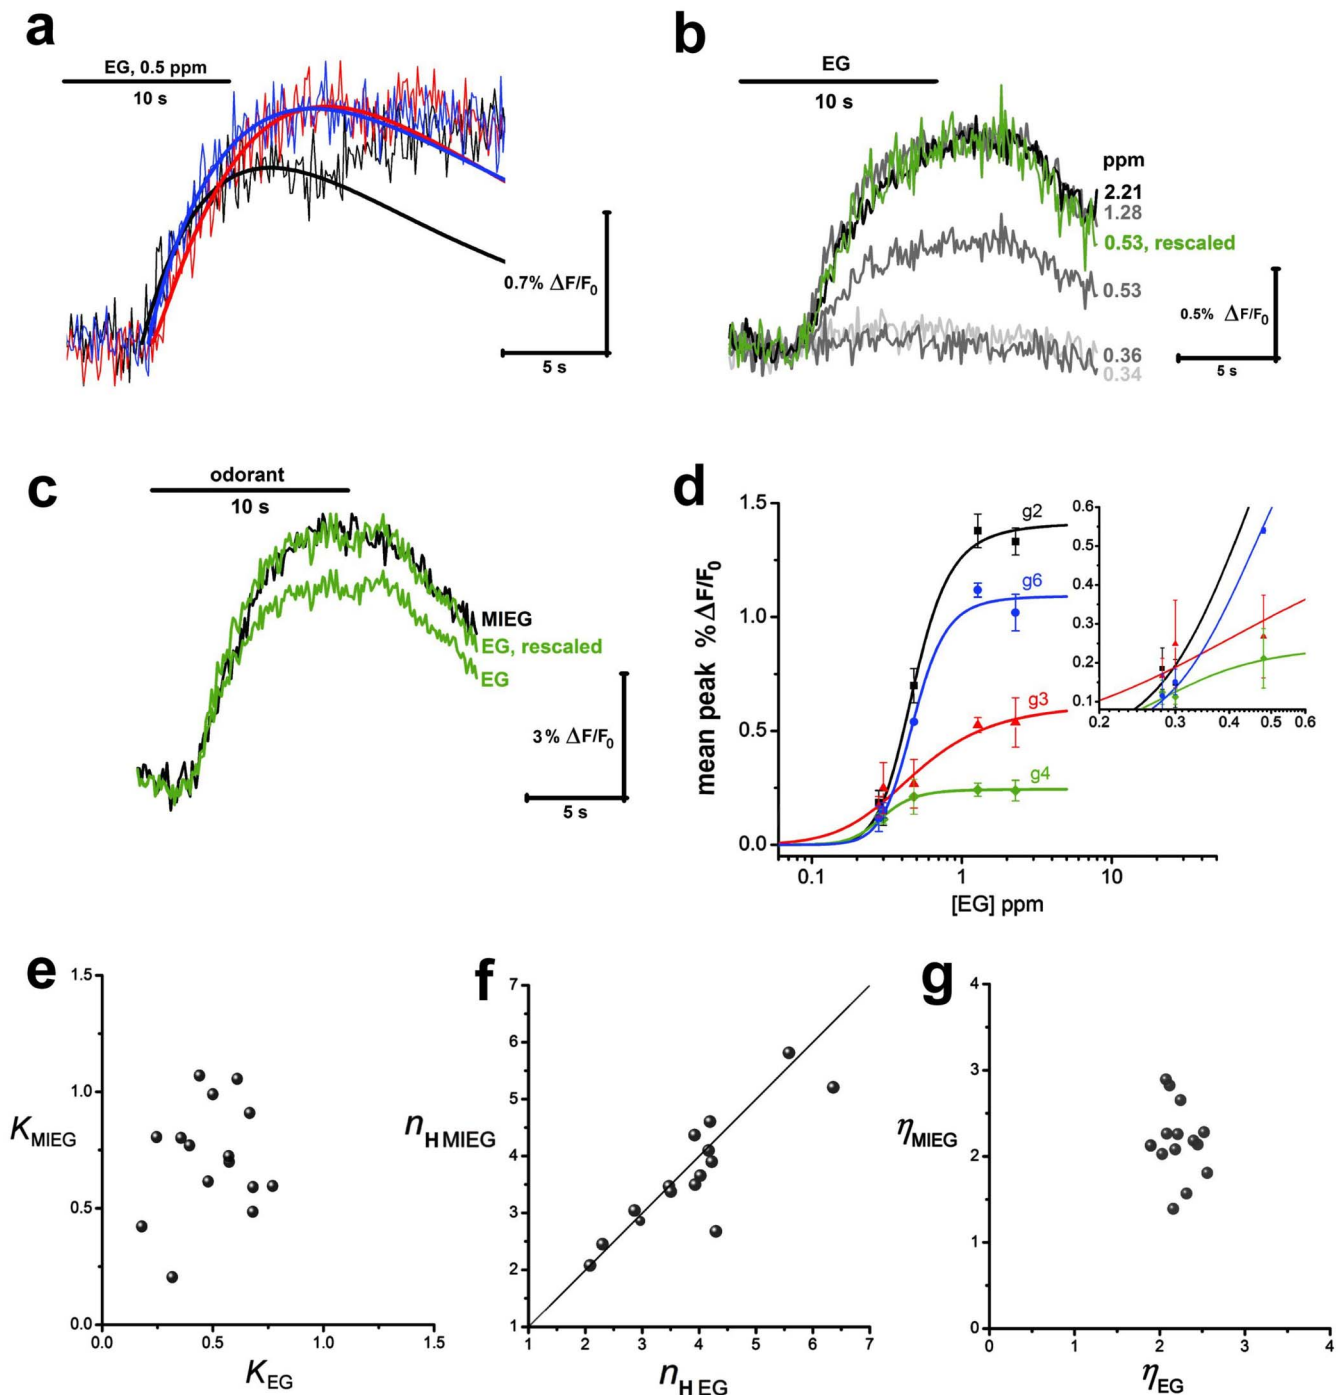 a
EG, 0.5 ppm
10 s
0.7% ΔF/F0
5 s
b
EG
10 s
ppm
2.21
1.28
0.53, rescaled
0.53
0.36
0.34
0.5% ΔF/F0
5 s
c
odorant
10 s
MIEG
EG, rescaled
EG
3% ΔF/F0
5 s
d
mean peak % ΔF/F0
1.5
1.0
0.5
0.0
0.1
1
10
[EG] ppm
g2
g6
g3
g4
0.6
0.5
0.4
0.3
0.2
0.1
0.2
0.3
0.4
0.5
0.6
e
1.5
1.0
0.5
0.0
KMIEG
0.0
0.5
1.0
1.5
KEG
f
7
6
5
4
3
2
1
nH MIEG
1
2
3
4
5
6
7
nH EG
g
4
3
2
1
0
ηMIEG
0
1
2
3
4
ηEG